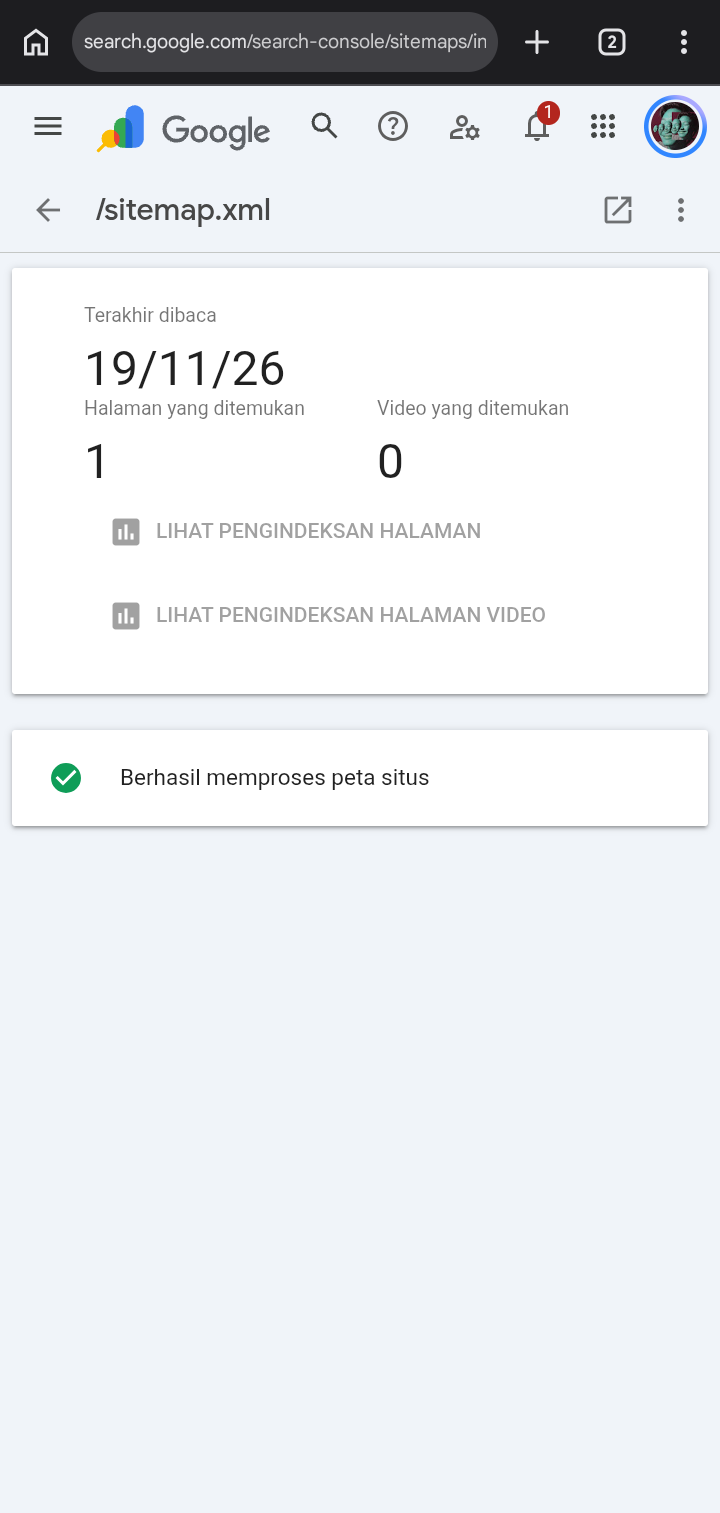 search.google.com/search-console/sitemaps/in
2
Google
1
/sitemap.xml
Terakhir dibaca
19/11/26
Halaman yang ditemukan
Video yang ditemukan
1
0
LIHAT PENGINDEKSAN HALAMAN
LIHAT PENGINDEKSAN HALAMAN VIDEO
Berhasil memproses peta situs